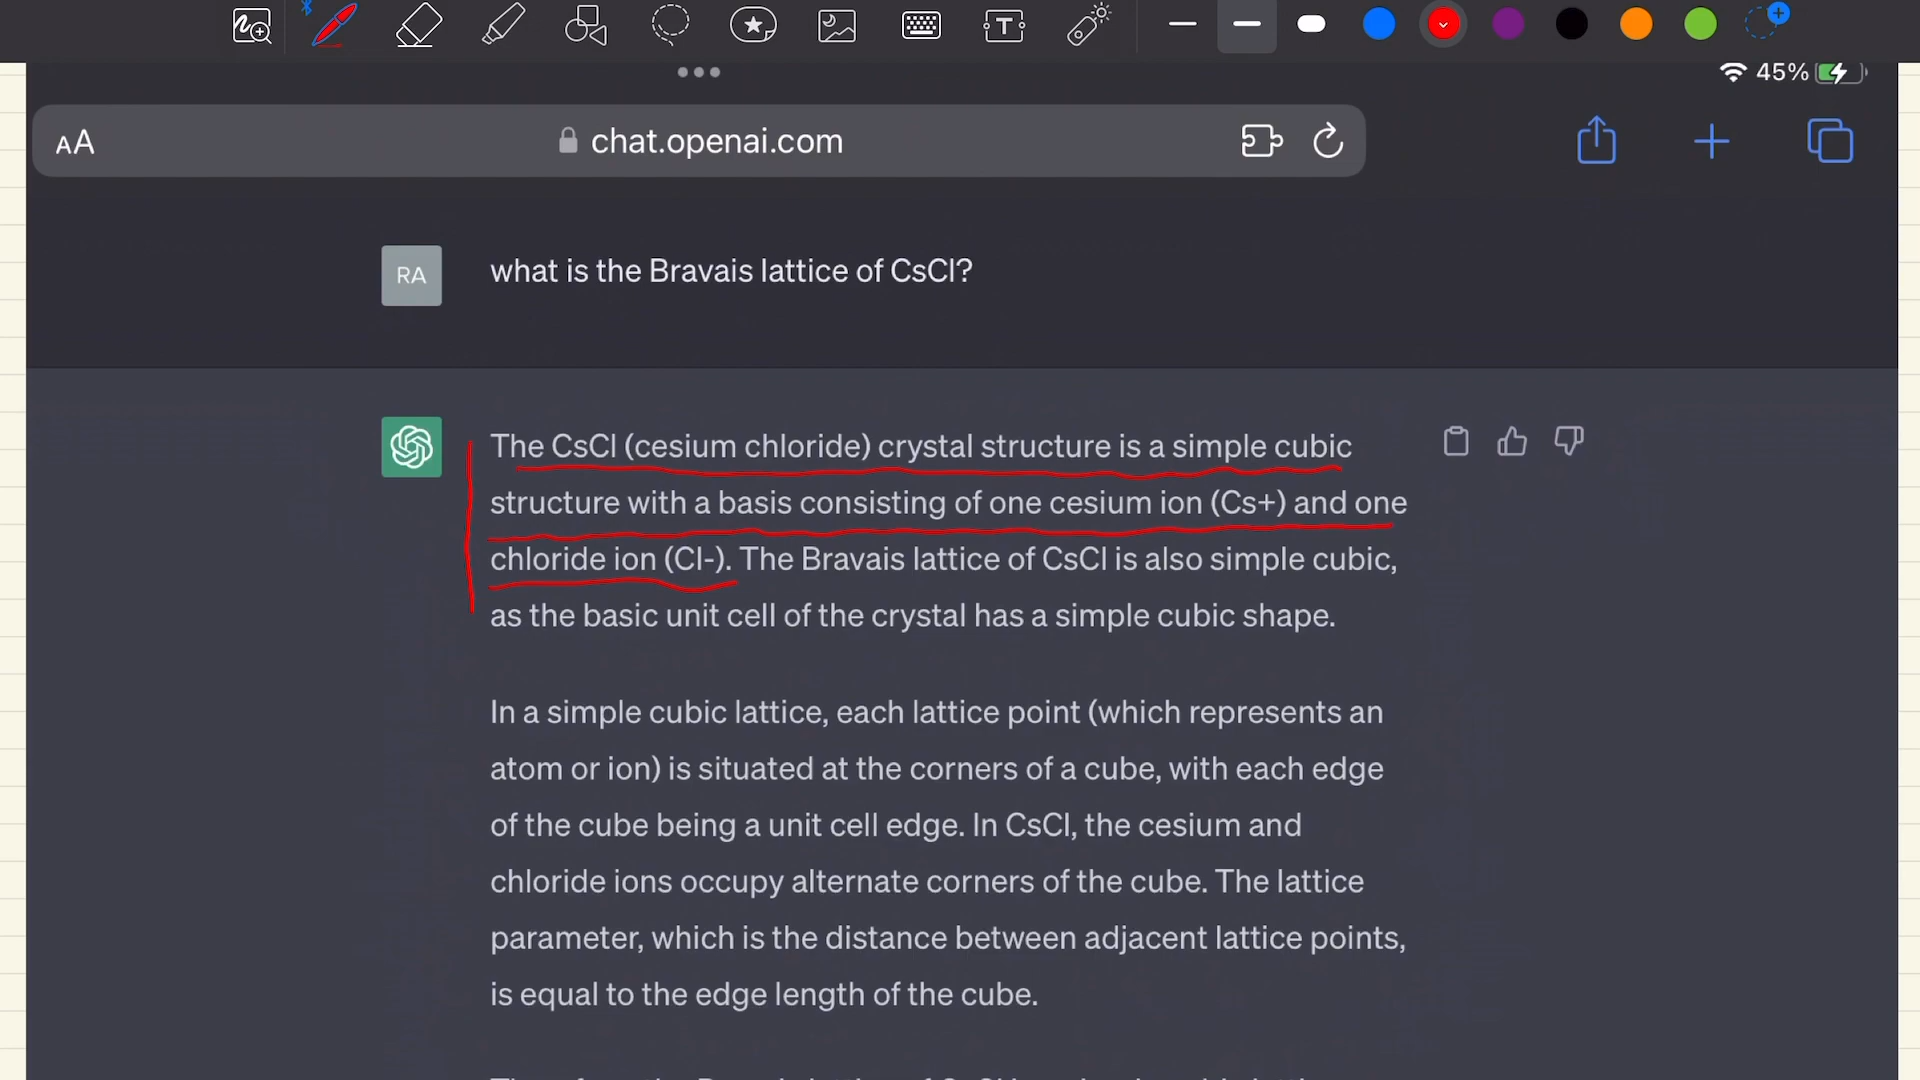 T
45%
AA
chat.openai.com
RA
what is the Bravais lattice of CsCl?
The CsCl (cesium chloride) crystal structure is a simple cubic
structure with a basis consisting of one cesium ion (Cs+) and one
chloride ion (Cl-). The Bravais lattice of CsCl is also simple cubic,
as the basic unit cell of the crystal has a simple cubic shape.
In a simple cubic lattice, each lattice point (which represents an
atom or ion) is situated at the corners of a cube, with each edge
of the cube being a unit cell edge. In CsCl, the cesium and
chloride ions occupy alternate corners of the cube. The lattice
parameter, which is the distance between adjacent lattice points,
is equal to the edge length of the cube.